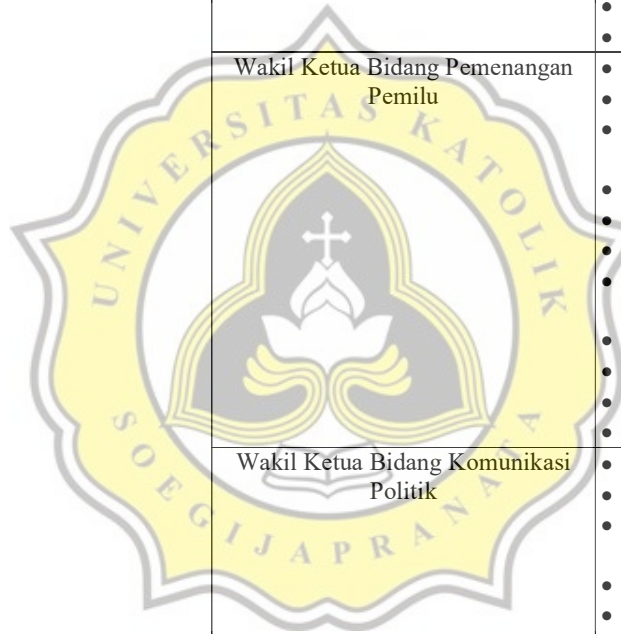 Wakil Ketua Bidang Pemenangan
Pemilu
UNIVERSITAS KATOLIK
Wakil Ketua Bidang Komunikasi
Politik
SOEGIJAPRANATA